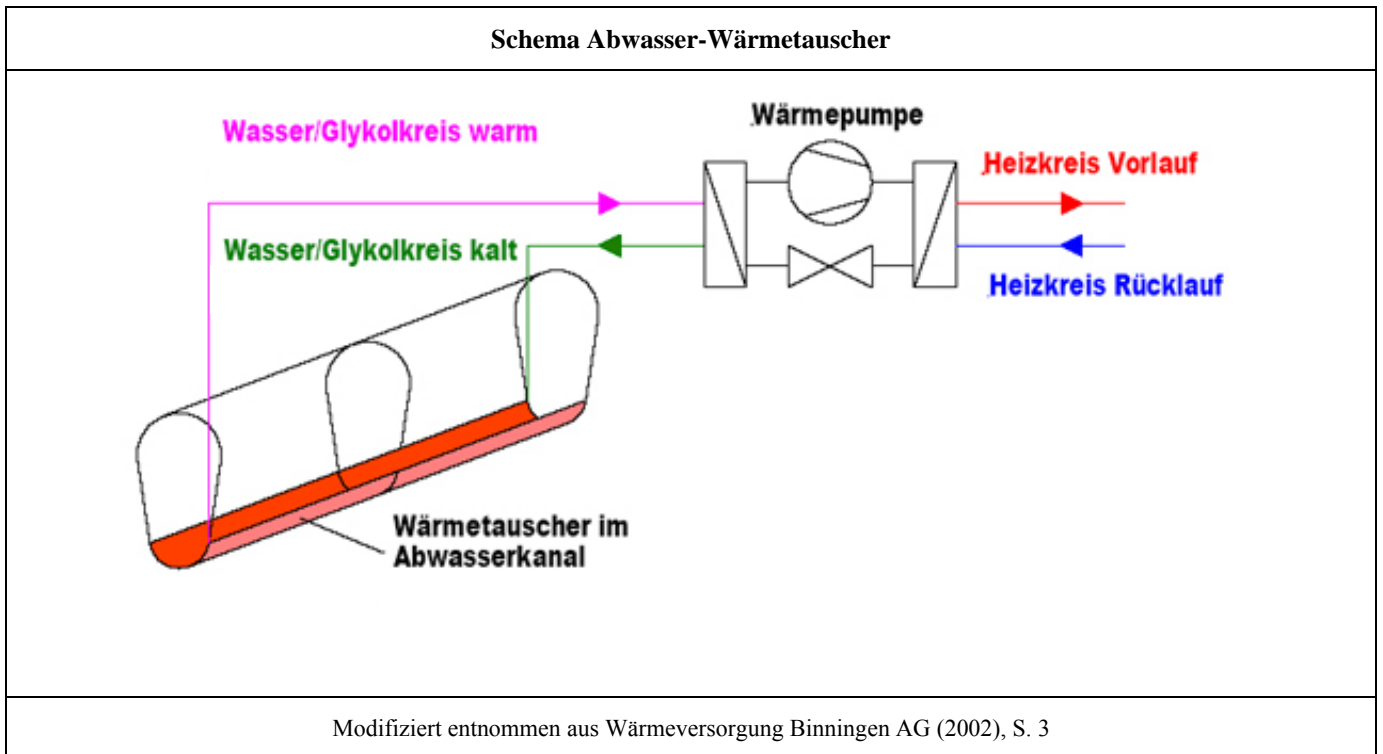 Schema Abwasser-Wärmetauscher
Wärmepumpe
Wasser/Glykolkreis warm
Heizkreis Vorlauf
Wasser/Glykolkreis kalt
Heizkreis Rücklauf
Wärmetauscher im
Abwasserkanal
Modifiziert entnommen aus Wärmeversorgung Binningen AG (2002), S. 3